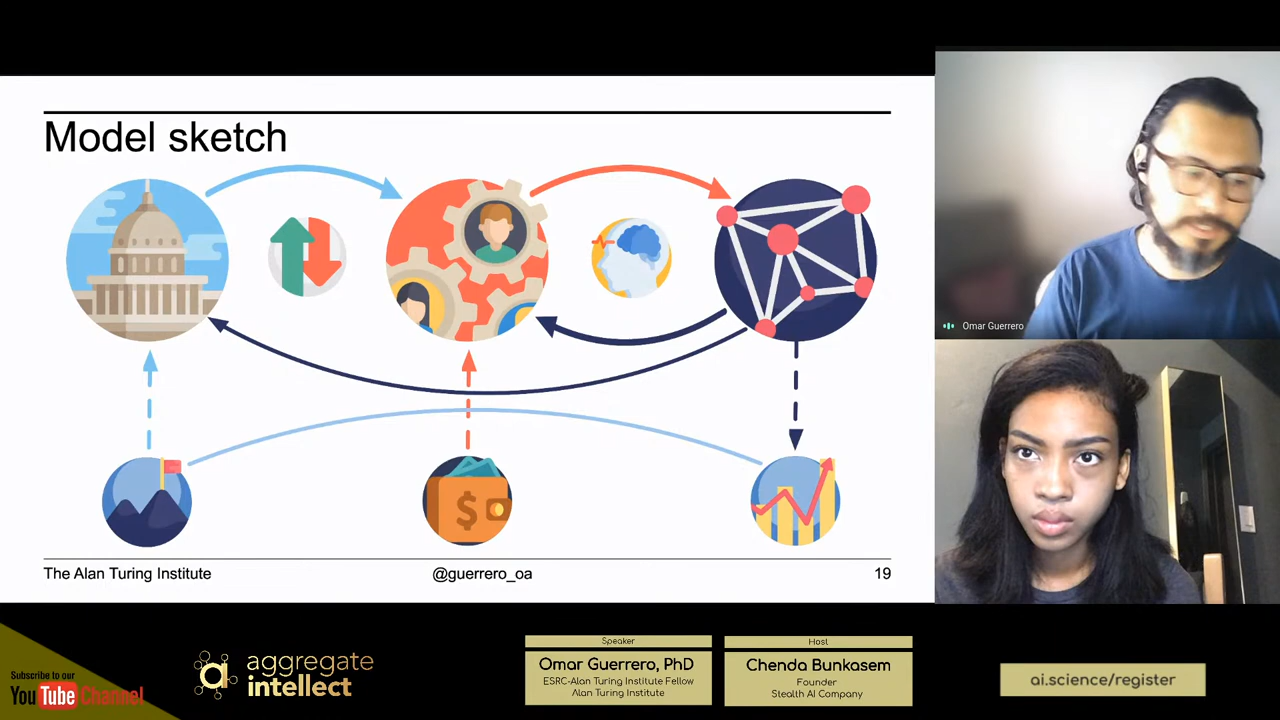 Model sketch
$
The Alan Turing Institute
@guerrero_oa
19
Omar Guerrero
Subscribe to our
YouTube Channel
aggregate
intellect
Speaker
Omar Guerrero, PhD
ESRC-Alan Turing Institute Fellow
Alan Turing Institute
Host
Chenda Bunkasem
Founder
Stealth AI Company
ai.science/register